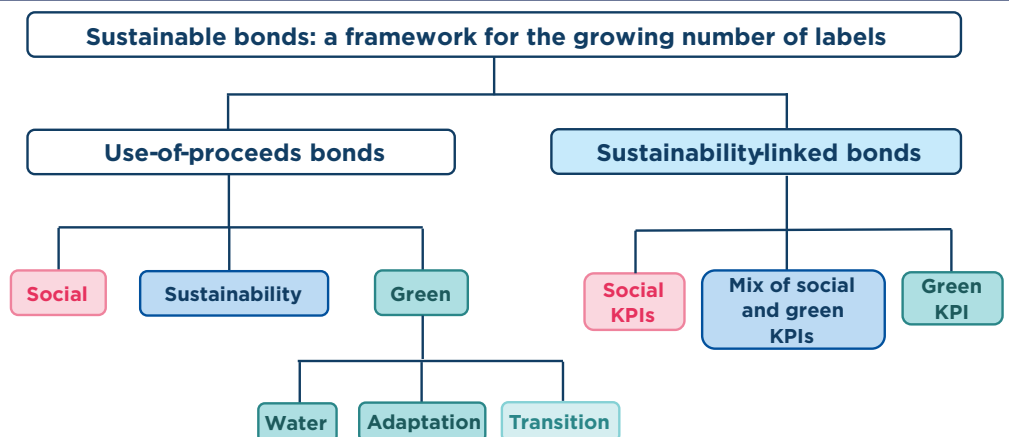 Sustainable bonds: a framework for the growing number of labels
Use-of-proceeds bonds
Sustainability-linked bonds
Social
Sustainability
Green
Social
KPIs
Mix of social
and green
KPIs
Green
KPI
Water
Adaptation
Transition